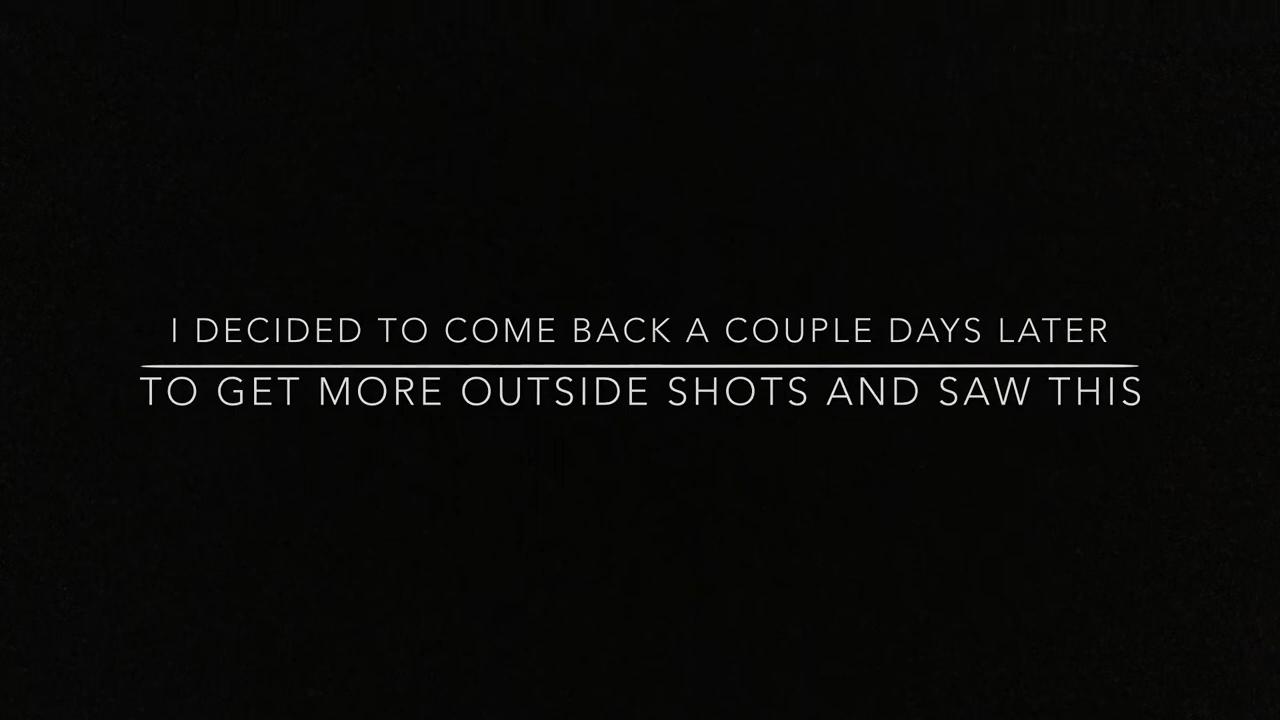 I DECIDED TO COME BACK A COUPLE DAYS LATER
TO GET MORE OUTSIDE SHOTS AND SAW THIS